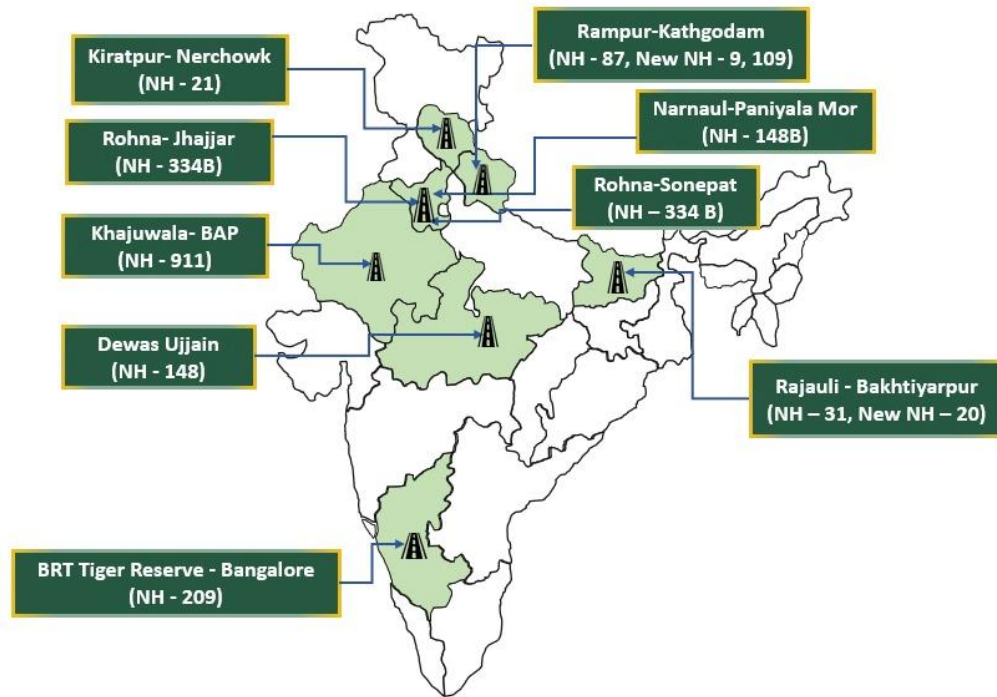 Kiratpur- Nerchowk
(NH - 21)
Rampur-Kathgodam
(NH - 87, New NH - 9, 109)
Rohna- Jhajjar
(NH - 334B)
Narnaul-Paniyala Mor
(NH - 148B)
Rohna-Sonepat
(NH – 334 B)
Khajuwala- BAP
(NH - 911)
Dewas Ujjain
(NH - 148)
Rajauli - Bakhtiyarpur
(NH – 31, New NH – 20)
BRT Tiger Reserve - Bangalore
(NH - 209)